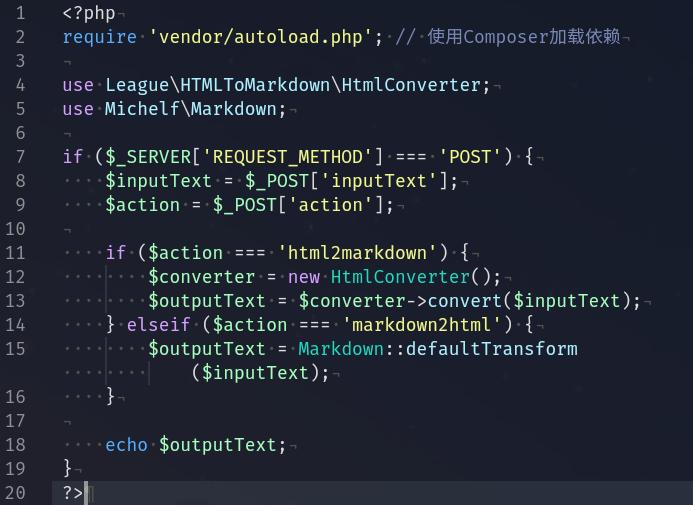 1 <?php
2 require 'vendor/autoload.php'; // 使用Composer加载依赖
3
4 use League\HTMLToMarkdown\HtmlConverter;
5 use Michelf\Markdown;
6
7 if ($_SERVER['REQUEST_METHOD'] === 'POST') {
8     $inputText = $_POST['inputText'];
9     $action = $_POST['action'];
10
11     if ($action === 'html2markdown') {
12         $converter = new HtmlConverter();
13         $outputText = $converter->convert($inputText);
14     } elseif ($action === 'markdown2html') {
15         $outputText = Markdown::defaultTransform
            ($inputText);
16     }
17
18     echo $outputText;
19 }
20 ?>